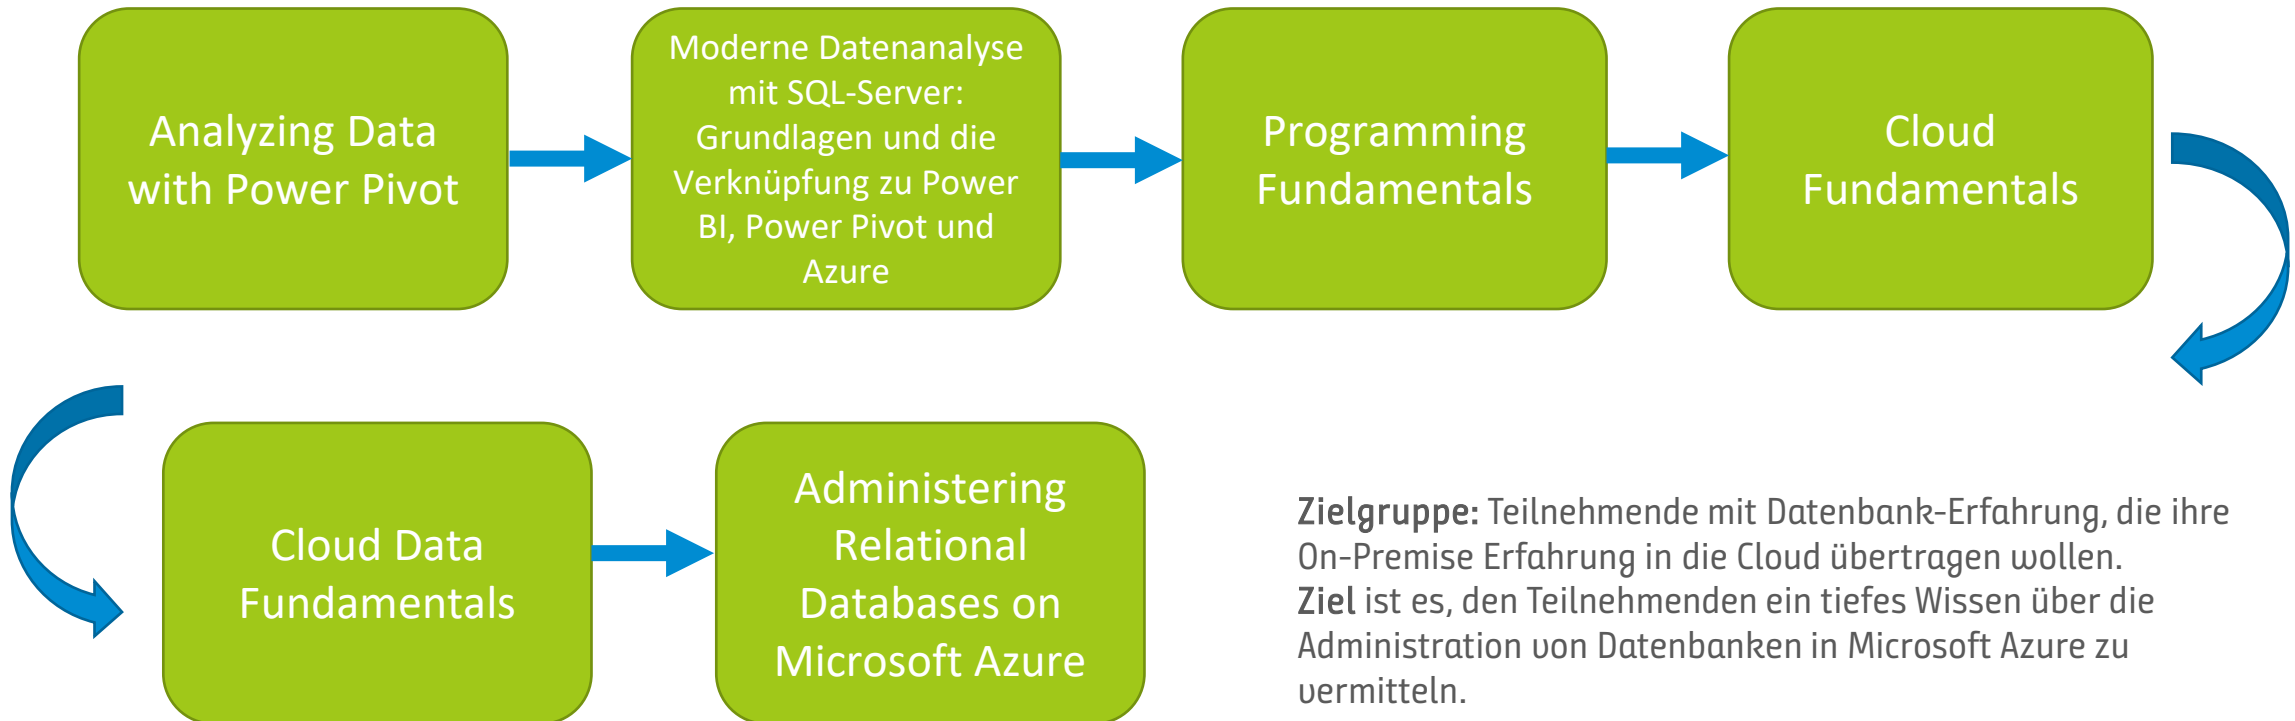 Analyzing Data
with Power Pivot
Moderne Datenanalyse
mit SQL-Server:
Grundlagen und die
Verknüpfung zu Power
BI, Power Pivot und
Azure
Programming
Fundamentals
Cloud
Fundamentals
Cloud Data
Fundamentals
Administering
Relational
Databases on
Microsoft Azure
Zielgruppe: Teilnehmende mit Datenbank-Erfahrung, die ihre
On-Premise Erfahrung in die Cloud übertragen wollen.
Ziel ist es, den Teilnehmenden ein tiefes Wissen über die
Administration von Datenbanken in Microsoft Azure zu
vermitteln.